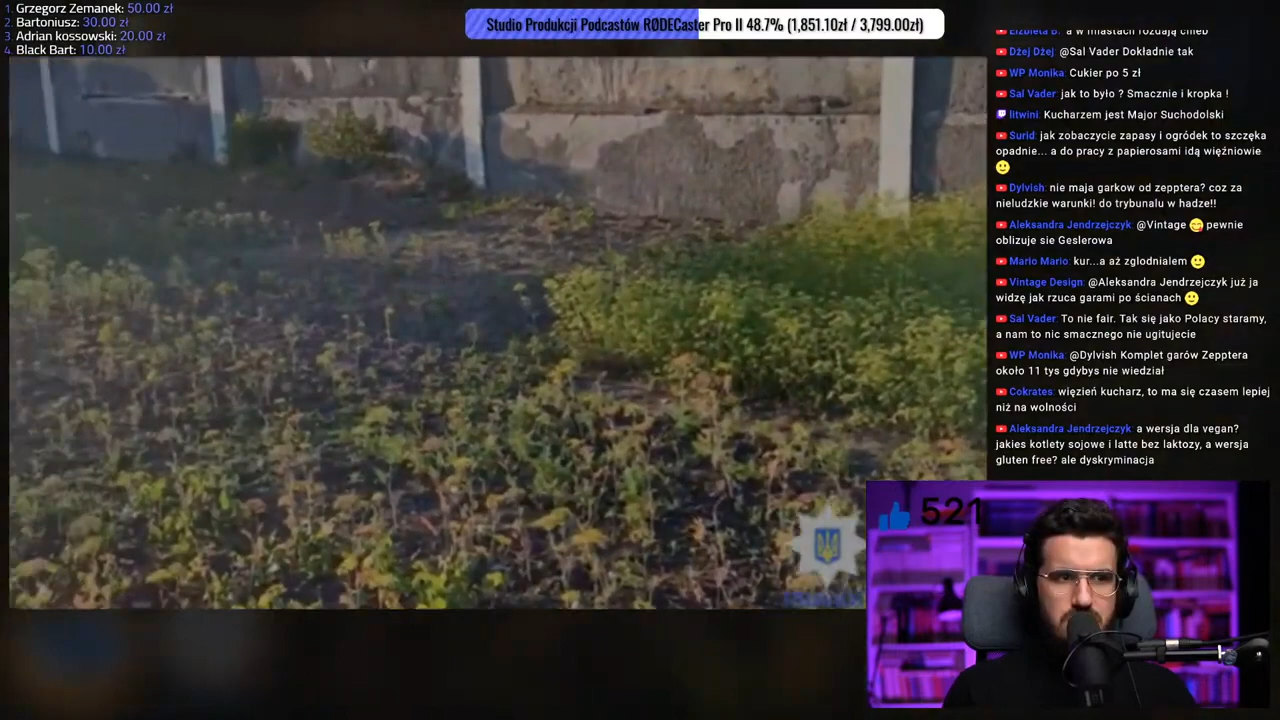 1. Grzegorz Zemanek: 50.00 zł
2. Bartoniusz: 30.00 zł
3. Adrian kossowski: 20.00 zł
4. Black Bart: 10.00 zł
Studio Produkcji Podcastów RØDECaster Pro II 48.7% (1,851.10zł / 3,799.00zł)
Elżbieta B.: a w miastach rozdają chleb
Dżej Dżej: @Sal Vader Dokładnie tak
WP Monika: Cukier po 5 zł
Sal Vader: jak to było ? Smacznie i kropka !
litwini: Kucharzem jest Major Suchodolski
Surid: jak zobaczycie zapasy i ogródek to szczęka
opadnie... a do pracy z papierosami idą więźniowie
Dylvish: nie maja garkow od zepptera? coz za
nieludzkie warunki! do trybunalu w hadze!!
Aleksandra Jendrzejczyk: @Vintage 😋 pewnie
oblizuje sie Geslerowa
Mario Mario: kur...a aż zglodnialem 🙂
Vintage Design: @Aleksandra Jendrzejczyk już ja
widzę jak rzuca garami po ścianach 🙂
Sal Vader: To nie fair. Tak się jako Polacy staramy,
a nam to nic smacznego nie ugitujecie
WP Monika: @Dylvish Komplet garów Zepptera
około 11 tys gdybys nie wiedział
Cokrates: więzień kucharz, to ma się czasem lepiej
niż na wolności
Aleksandra Jendrzejczyk: a wersja dla vegan?
jakies kotlety sojowe i latte bez laktozy, a wersja
gluten free? ale dyskryminacja
521